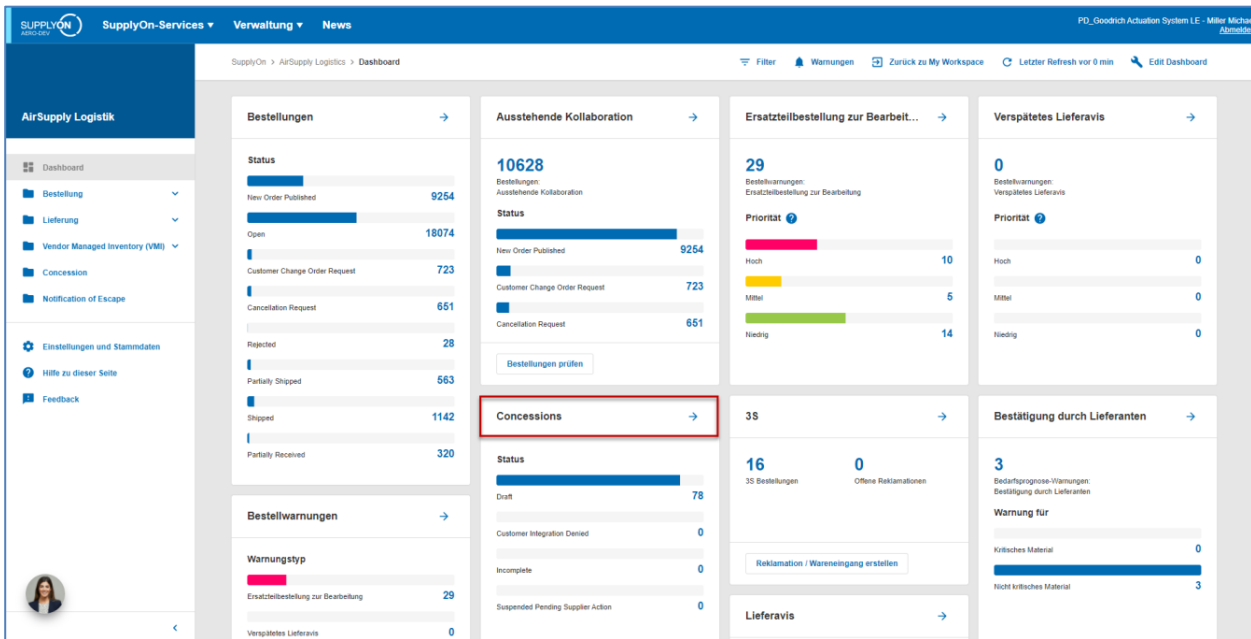 SUPPLYON
AERO-DEV
SupplyOn-Services
Verwaltung
News
PD_Goodrich Actuation System LE - Miller Michae
Abmelde
AirSupply Logistik
Dashboard
Bestellung
Lieferung
Vendor Managed Inventory (VMI)
Concession
Notification of Escape
Einstellungen und Stammdaten
Hilfe zu dieser Seite
Feedback
SupplyOn > AirSupply Logistics > Dashboard
Filter
Warnungen
Zurück zu My Workspace
Letzter Refresh vor 0 min
Edit Dashboard
Bestellungen
Status
New Order Published 9254
Open 18074
Customer Change Order Request 723
Cancellation Request 651
Rejected 28
Partially Shipped 563
Shipped 1142
Partially Received 320
Bestellwarnungen
Warnungstyp
Ersatzteilbestellung zur Bearbeitung 29
Verspätetes Lieferavis 0
Ausstehende Kollaboration
10628
Bestellungen:
Ausstehende Kollaboration
Status
New Order Published 9254
Customer Change Order Request 723
Cancellation Request 651
Bestellungen prüfen
Concessions
Status
Draft 78
Customer Integration Denied 0
Incomplete 0
Suspended Pending Supplier Action 0
Ersatzteilbestellung zur Bearbeit...
29
Bestellwarnungen:
Ersatzteilbestellung zur Bearbeitung
Priorität ?
Hoch 10
Mittel 5
Niedrig 14
3S
16 0
3S Bestellungen Offene Reklamationen
Reklamation / Wareneingang erstellen
Lieferavis
Verspätetes Lieferavis
0
Bestellwarnungen:
Verspätetes Lieferavis
Priorität ?
Hoch 0
Mittel 0
Niedrig 0
Bestätigung durch Lieferanten
3
Bedarfsprognose-Warnungen:
Bestätigung durch Lieferanten
Warnung für
Kritisches Material 0
Nicht kritisches Material 3